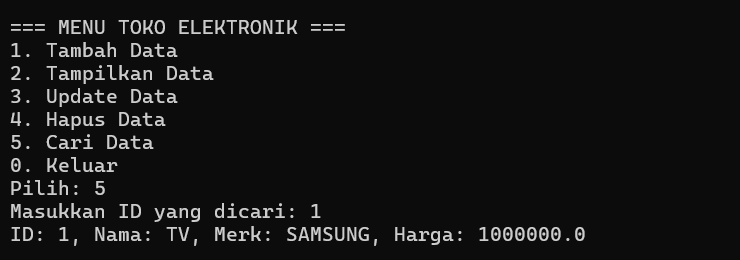 === MENU TOKO ELEKTRONIK ===
1. Tambah Data
2. Tampilkan Data
3. Update Data
4. Hapus Data
5. Cari Data
0. Keluar
Pilih: 5
Masukkan ID yang dicari: 1
ID: 1, Nama: TV, Merk: SAMSUNG, Harga: 1000000.0